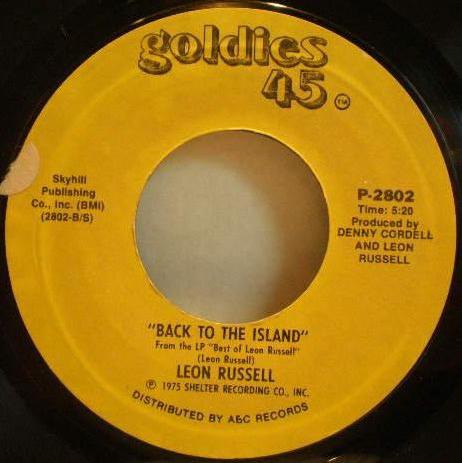 goldies
45 TM
Skyhill
Publishing
Co., Inc. (BMI)
(2802-B/S)
P-2802
Time: 5:20
Produced by
DENNY CORDELL
AND LEON
RUSSELL
"BACK TO THE ISLAND"
From the LP "Best of Leon Russell"
(Leon Russell)
LEON RUSSELL
℗ 1975 SHELTER RECORDING CO., INC.
DISTRIBUTED BY ABC RECORDS